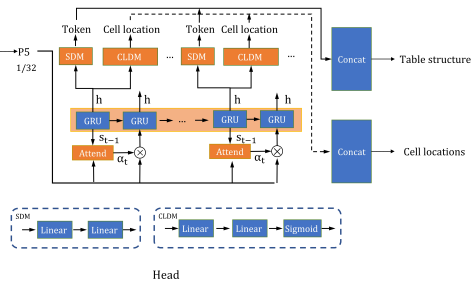 Token Cell location Token Cell location
P5
1/32
SDM CLDM ... SDM CLDM ...
Concat Table structure
h h h h
GRU GRU ... GRU GRU
s_{t−1} s_{t−1}
Attend α_t Attend α_t
Concat Cell locations
SDM
Linear Linear
CLDM
Linear Linear Sigmoid
Head